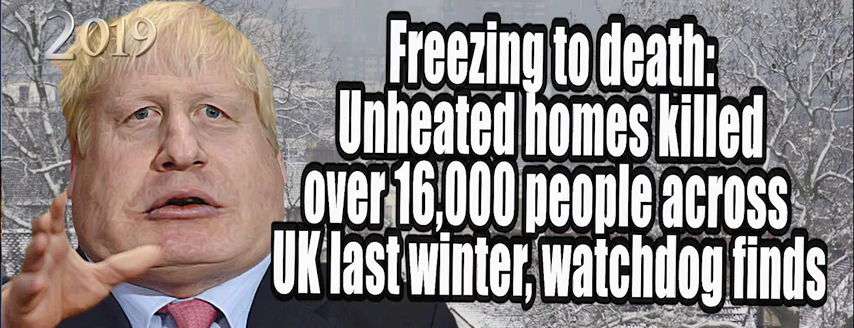 2019
Freezing to death:
Unheated homes killed
over 16,000 people across
UK last winter, watchdog finds